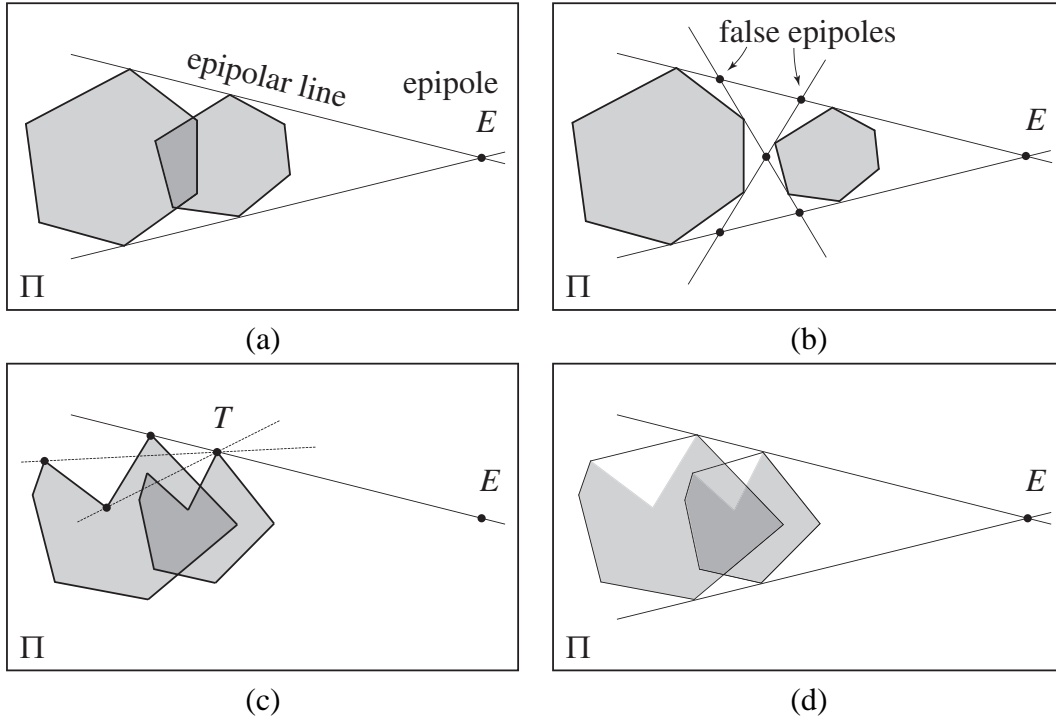 epipolar line
epipole
E
Π
(a)
false epipoles
E
Π
(b)
T
E
Π
(c)
E
Π
(d)